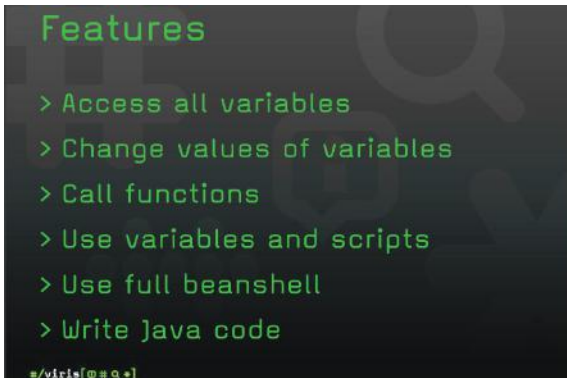 Features
> Access all variables
> Change values of variables
> Call functions
> Use variables and scripts
> Use full beanshell
> Write Java code
#/viris